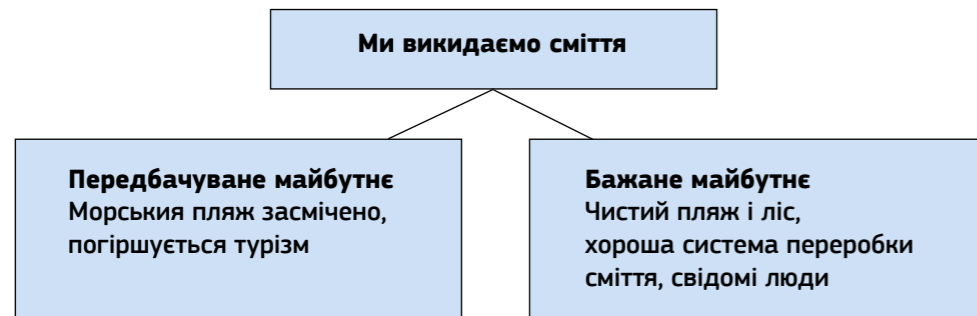 Ми викидаємо сміття
Передбачуване майбутнє
Морськия пляж засмічено,
погіршується турізм
Бажане майбутнє
Чистий пляж і ліс,
хороша система переробки
сміття, свідомі люди